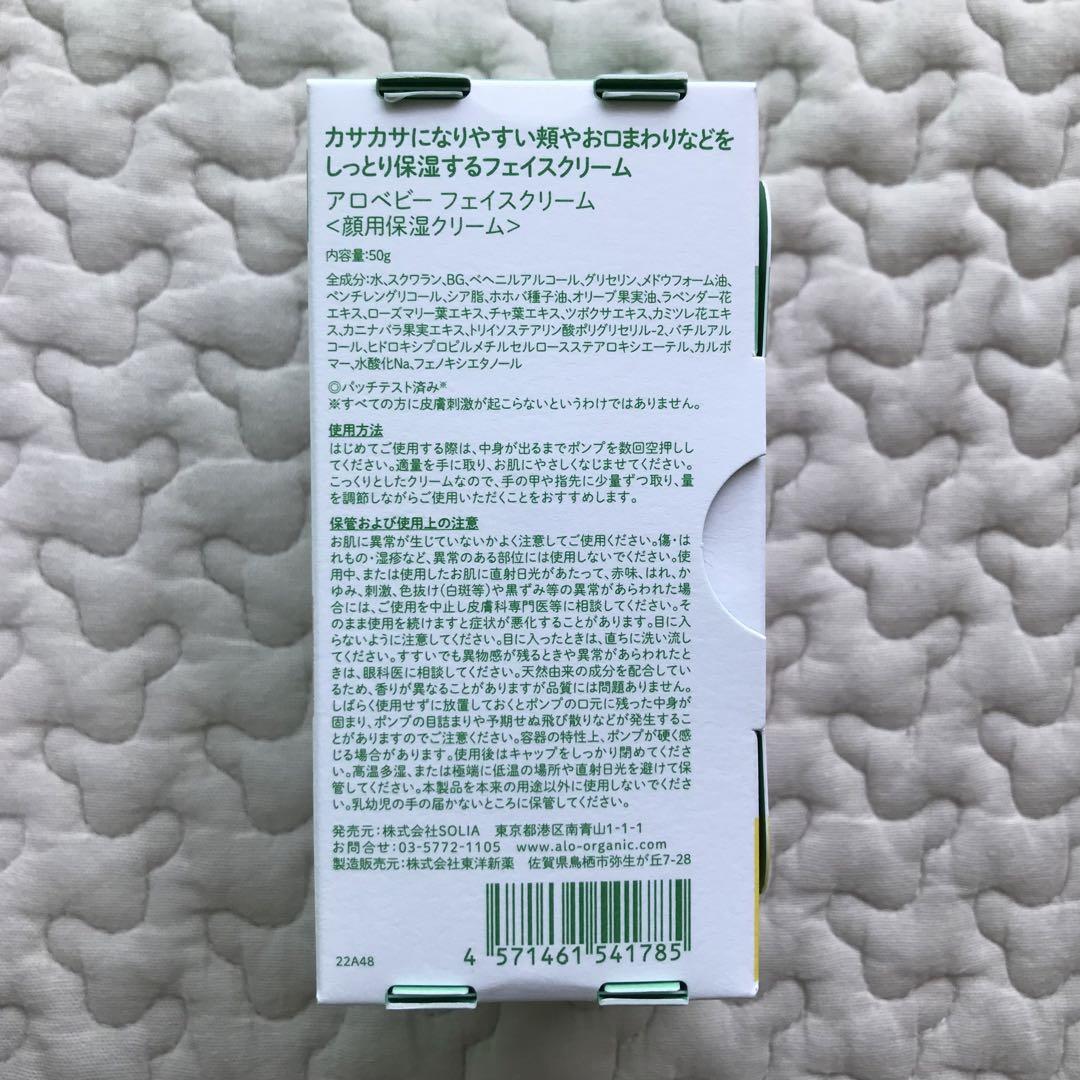 カサカサになりやすい頬やお口まわりなどを
しっとり保湿するフェイスクリーム
アロベビー フェイスクリーム
<顔用保湿クリーム>
内容量:50g
全成分:水、スクワラン、BG、ベヘニルアルコール、グリセリン、メドウフォーム油、
ペンチレングリコール、シア脂、ホホバ種子油、オリーブ果実油、ラベンダー花
エキス、ローズマリー葉エキス、チャ葉エキス、ツボクサエキス、カミツレ花エキ
ス、カニナバラ果実エキス、トリイソステアリン酸ポリグリセリル-2、バチルアル
コール、ヒドロキシプロピルメチルセルロースステアロキシエーテル、カルボ
マー、水酸化Na、フェノキシエタノール
◎パッチテスト済み※
※すべての方に皮膚刺激が起こらないというわけではありません。
使用方法
はじめてご使用する際は、中身が出るまでポンプを数回空押しし
てください。適量を手に取り、お肌にやさしくなじませてください。
こっくりとしたクリームなので、手の甲や指先に少量ずつ取り、量
を調節しながらご使用いただくことをおすすめします。
保管および使用上の注意
お肌に異常が生じていないかよく注意してご使用ください。傷・は
れもの・湿疹など、異常のある部位には使用しないでください。使
用中、または使用したお肌に直射日光があたって、赤味、はれ、か
ゆみ、刺激、色抜け(白斑等)や黒ずみ等の異常があらわれた場
合には、ご使用を中止し皮膚科専門医等に相談してください。そ
のまま使用を続けますと症状が悪化することがあります。目に入
らないように注意してください。目に入ったときは、直ちに洗い流し
てください。すすいでも異物感が残るときや異常があらわれたと
きは、眼科医に相談してください。天然由来の成分を配合してい
るため、香りが異なることがありますが品質には問題ありません。
しばらく使用せずに放置しておくとポンプの口元に残った中身が
固まり、ポンプの目詰まりや予期せぬ飛び散りなどが発生するこ
とがありますのでご注意ください。容器の特性上、ポンプが硬く感
じる場合があります。使用後はキャップをしっかり閉めてくださ
い。高温多湿、または極端に低温の場所や直射日光を避けて保
管してください。本製品を本来の用途以外に使用しないでくださ
い。乳幼児の手の届かないところに保管してください。
発売元:株式会社SOLIA 東京都港区南青山1-1-1
お問合せ:03-5772-1105 www.alo-organic.com
製造販売元:株式会社東洋新薬 佐賀県鳥栖市弥生が丘7-28
22A48
4 571461 541785